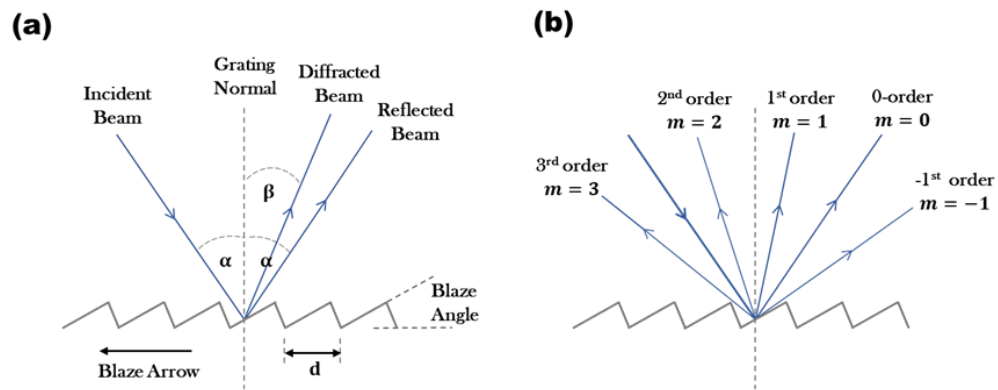 (a)
Grating
Normal
Diffracted
Beam
Incident
Beam
Reflected
Beam
β
α
α
Blaze
Angle
Blaze Arrow
d
(b)
2nd order
m = 2
1st order
m = 1
0-order
m = 0
3rd order
m = 3
-1st order
m = −1